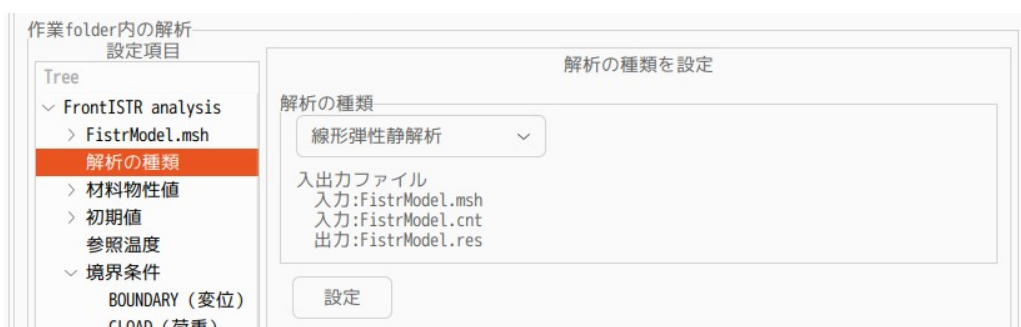 作業folder内の解析
設定項目
Tree
FrontISTR analysis
FistrModel.msh
解析の種類
材料物性値
初期値
参照温度
境界条件
BOUNDARY（変位）
CLOAD（荷重）
解析の種類を設定
解析の種類
線形弾性静解析
入出力ファイル
入力:FistrModel.msh
入力:FistrModel.cnt
出力:FistrModel.res
設定